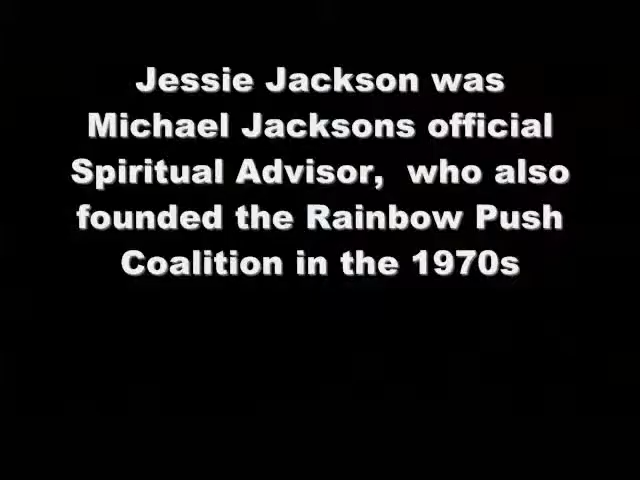 Jessie Jackson was
Michael Jacksons official
Spiritual Advisor,  who also
founded the Rainbow Push
Coalition in the 1970s